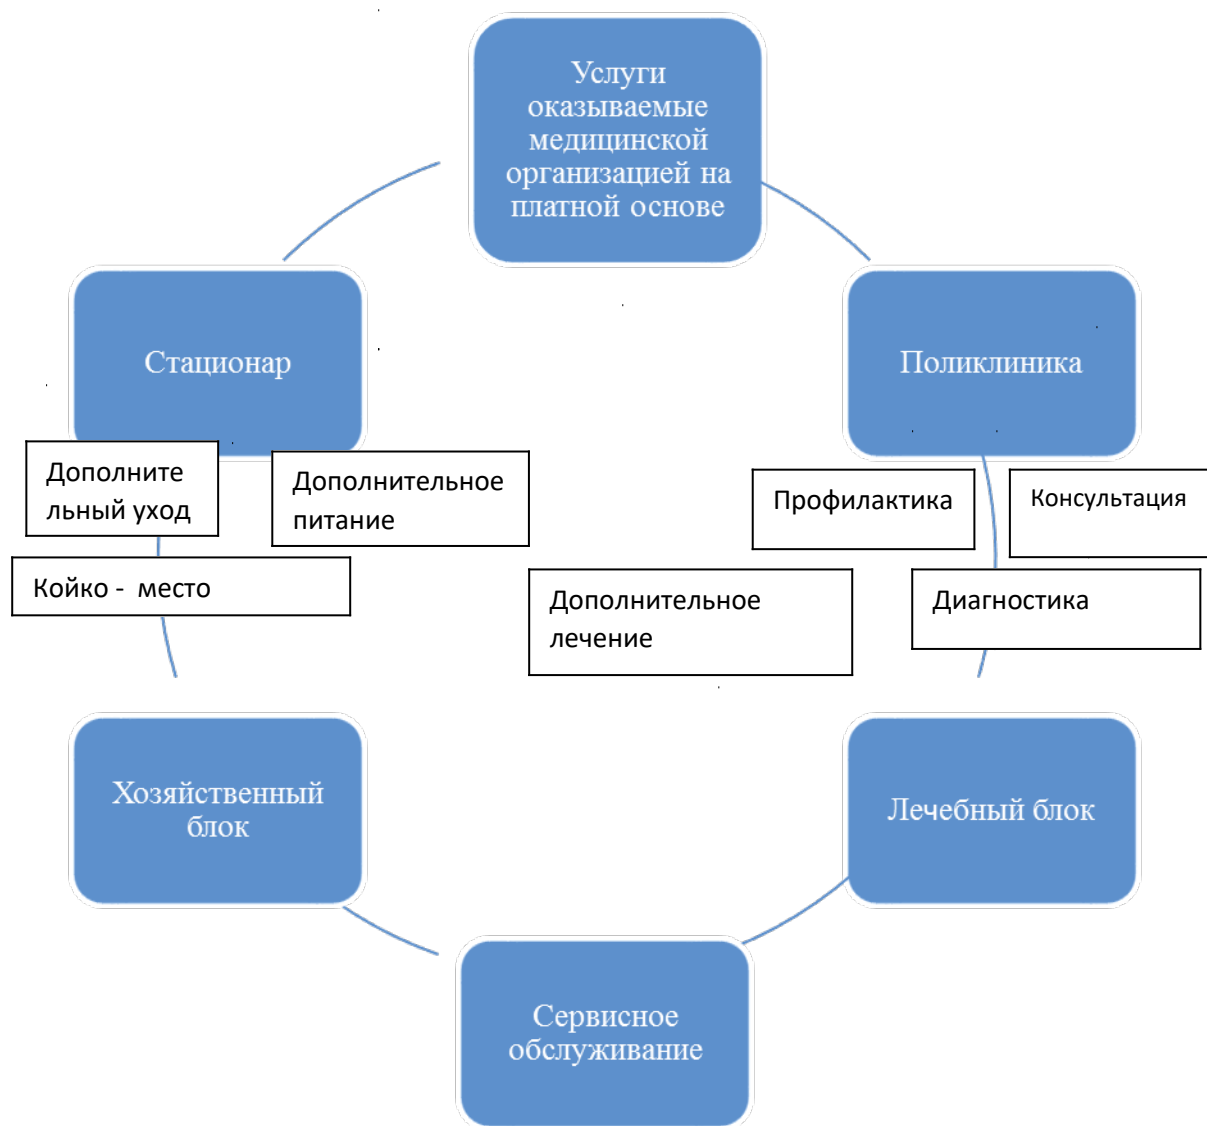 Услуги
оказываемые
медицинской
организацией на
платной основе
Стационар
Поликлиника
Дополните
льный уход
Дополнительное
питание
Профилактика
Консультация
Койко - место
Дополнительное
лечение
Диагностика
Хозяйственный
блок
Лечебный блок
Сервисное
обслуживание